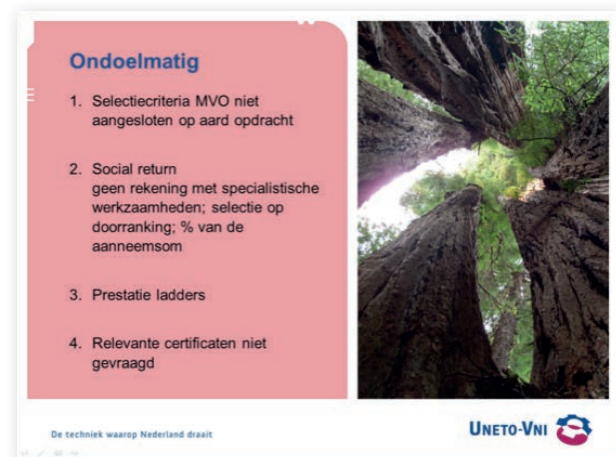 Ondoelmatig
1. Selectiecriteria MVO niet
aangesloten op aard opdracht
2. Social return
geen rekening met specialistische
werkzaamheden; selectie op
doorranking; % van de
aanneemsom
3. Prestatie ladders
4. Relevante certificaten niet
gevraagd
De techniek waarop Nederland draait
UNETO-VNI